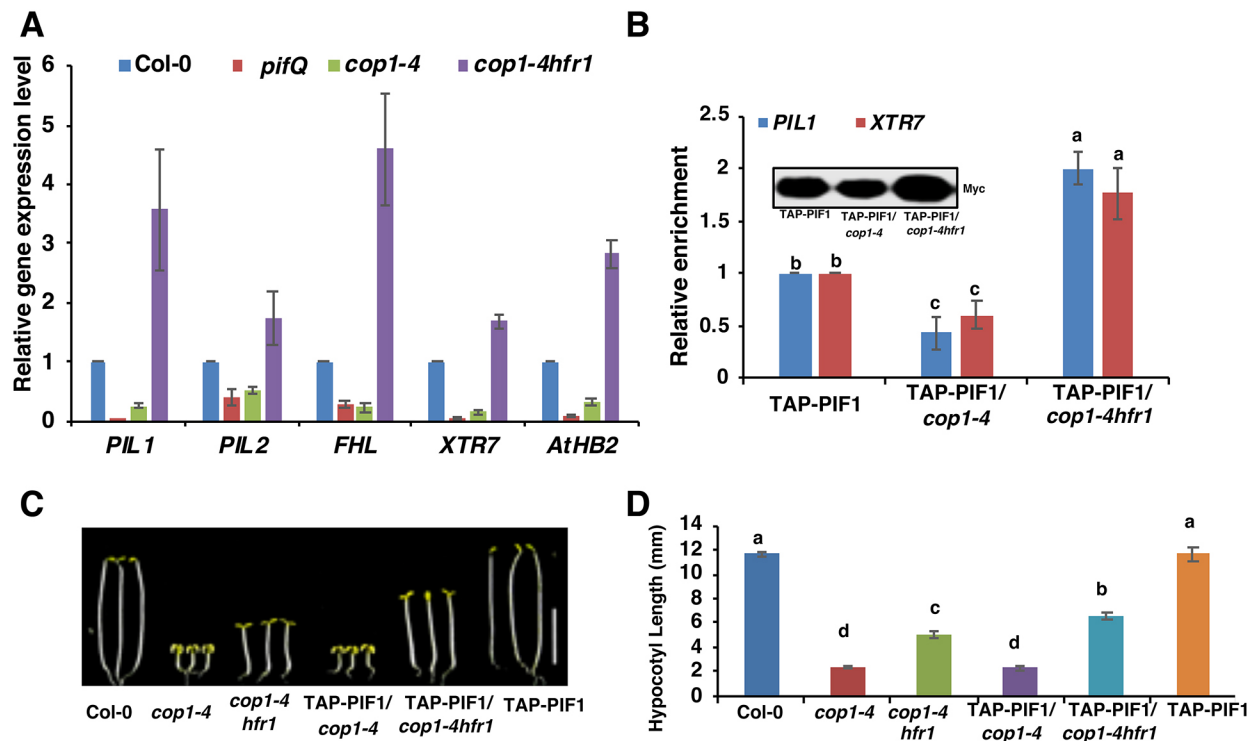 A
Col-0 pifQ cop1-4 cop1-4hfr1
Relative gene expression level
6
5
4
3
2
1
0
PIL1 PIL2 FHL XTR7 AtHB2
B
PIL1 XTR7
Relative enrichment
2.5
2
1.5
1
0.5
0
Myc
TAP-PIF1 TAP-PIF1/ TAP-PIF1/
cop1-4 cop1-4hfr1
b b
c c
a a
TAP-PIF1 TAP-PIF1/ TAP-PIF1/
cop1-4 cop1-4hfr1
C
Col-0 cop1-4 cop1-4 TAP-PIF1/ TAP-PIF1/ TAP-PIF1
hfr1 cop1-4 cop1-4hfr1
D
Hypocotyl Length (mm)
14
12
10
8
6
4
2
0
a d c d b a
Col-0 cop1-4 cop1-4 TAP-PIF1/ TAP-PIF1/ TAP-PIF1
hfr1 cop1-4 cop1-4hfr1